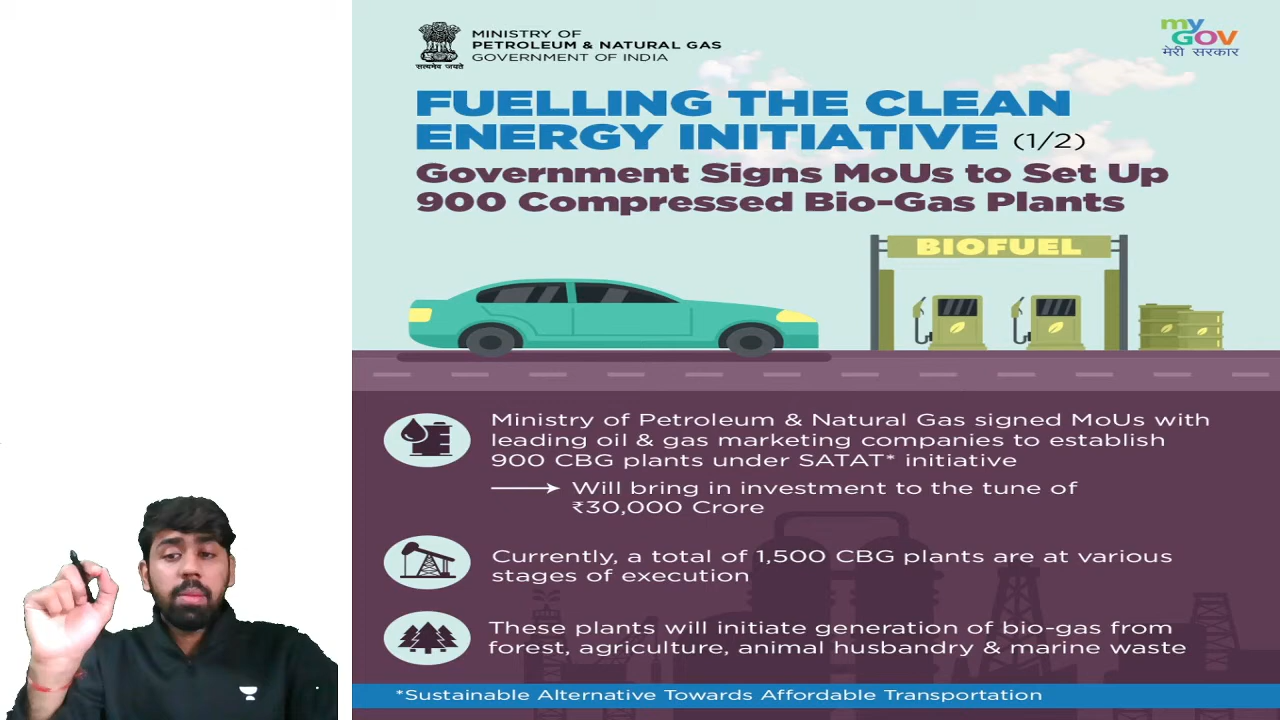 MINISTRY OF
PETROLEUM & NATURAL GAS
GOVERNMENT OF INDIA
सत्यमेव जयते
my
GOV
मेरी सरकार
FUELLING THE CLEAN
ENERGY INITIATIVE (1/2)
Government Signs MoUs to Set Up
900 Compressed Bio-Gas Plants
BIOFUEL
Ministry of Petroleum & Natural Gas signed MoUs with
leading oil & gas marketing companies to establish
900 CBG plants under SATAT* initiative
Will bring in investment to the tune of
₹30,000 Crore
Currently, a total of 1,500 CBG plants are at various
stages of execution
These plants will initiate generation of bio-gas from
forest, agriculture, animal husbandry & marine waste
*Sustainable Alternative Towards Affordable Transportation